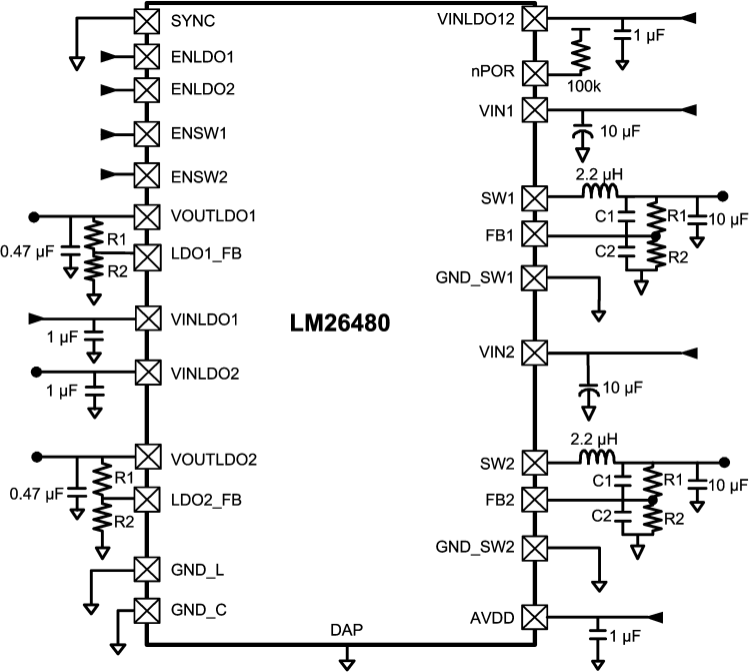 SYNC
VINLDO12
1 µF
ENLDO1
nPOR
100k
ENLDO2
VIN1
10 µF
ENSW1
ENSW2
2.2 µH
SW1
C1
R1
10 µF
VOUTLDO1
R1
0.47 µF
LDO1_FB
R2
FB1
C2
R2
GND_SW1
VINLDO1
1 µF
LM26480
VIN2
VINLDO2
1 µF
10 µF
2.2 µH
VOUTLDO2
SW2
C1
R1
10 µF
R1
0.47 µF
LDO2_FB
R2
FB2
C2
R2
GND_SW2
GND_L
GND_C
AVDD
1 µF
DAP